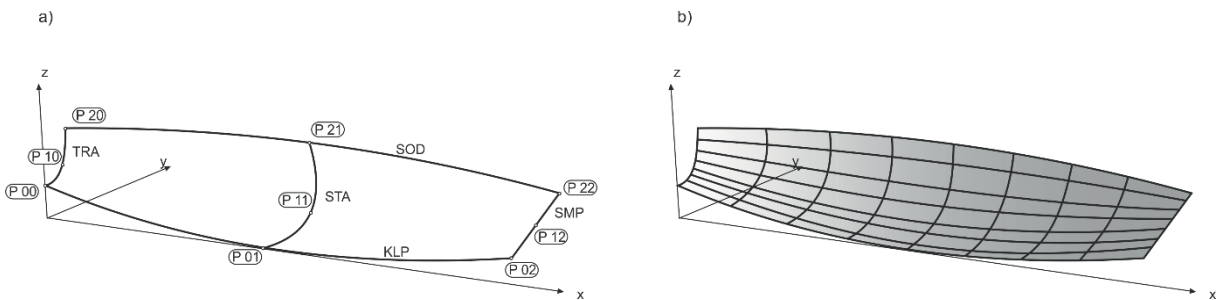 a)
z
P 20
P 21
SOD
P 10
TRA
y
P 00
P 11
STA
P 22
SMP
P 12
P 01
KLP
P 02
x
b)
z
y
x